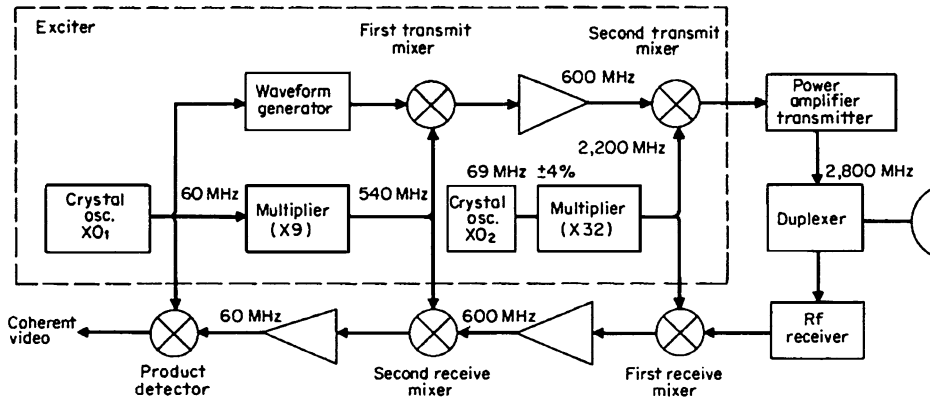 Exciter
First transmit
mixer
Second transmit
mixer
600 MHz
Waveform
generator
Power
amplifier
transmitter
2,200 MHz
2,800 MHz
69 MHz ±4%
60 MHz
540 MHz
Crystal
osc.
XO₁
Multiplier
(X9)
Crystal
osc.
XO₂
Multiplier
(X32)
Duplexer
Coherent
video
60 MHz
600 MHz
Rf
receiver
Product
detector
Second receive
mixer
First receive
mixer